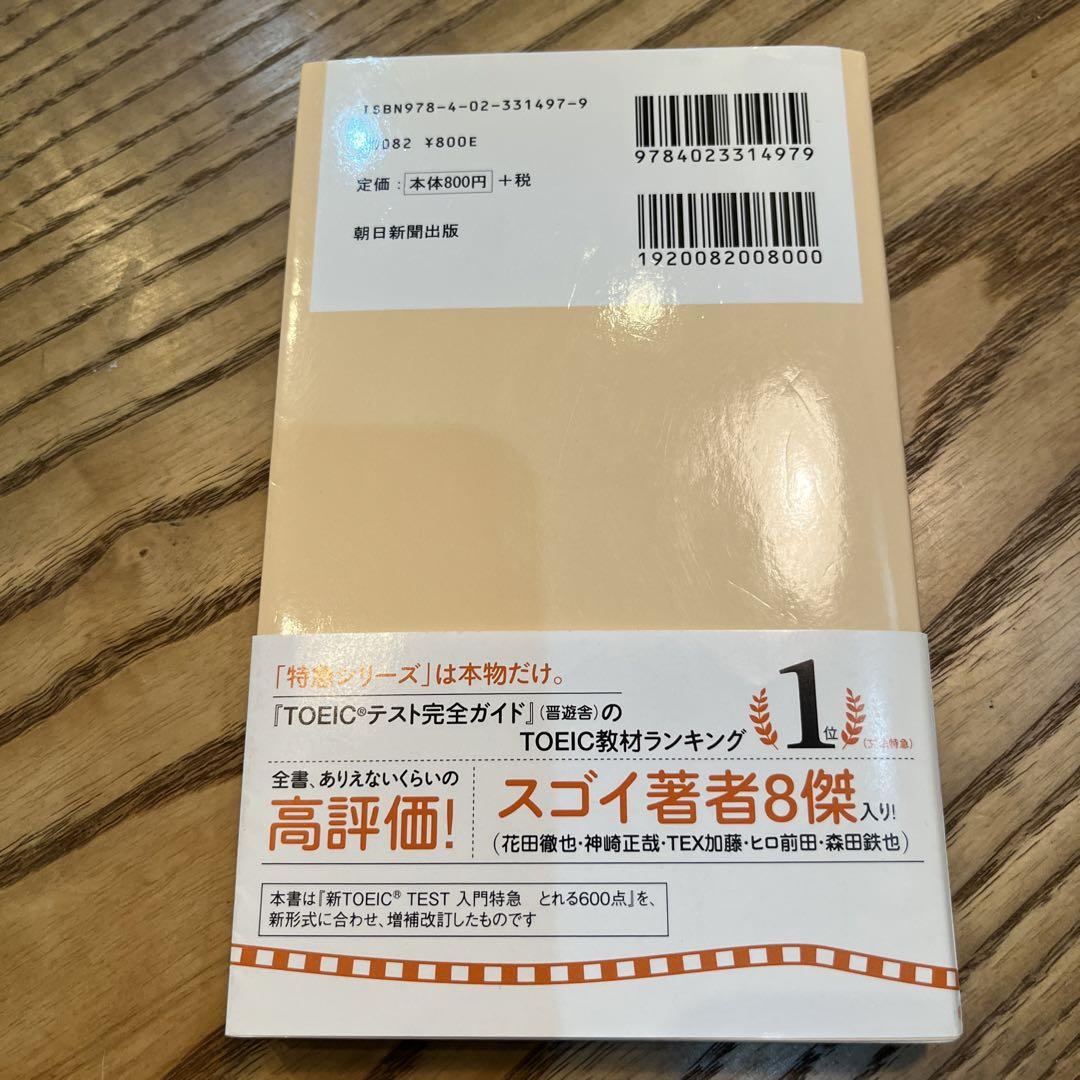 ISBN978-4-02-331497-9
9784023314979
082 ¥800E
定価：本体800円＋税
朝日新聞出版
1920082008000
「特急シリーズ」は本物だけ。
『TOEIC®テスト完全ガイド』(晋遊舎)の
TOEIC教材ランキング
1位
特急)
全書、ありえないくらいの
高評価!
スゴイ著者8傑入り!
(花田徹也・神崎正哉・TEX加藤・ヒロ前田・森田鉄也)
本書は『新TOEIC® TEST 入門特急　とれる600点』を、
新形式に合わせ、増補改訂したものです